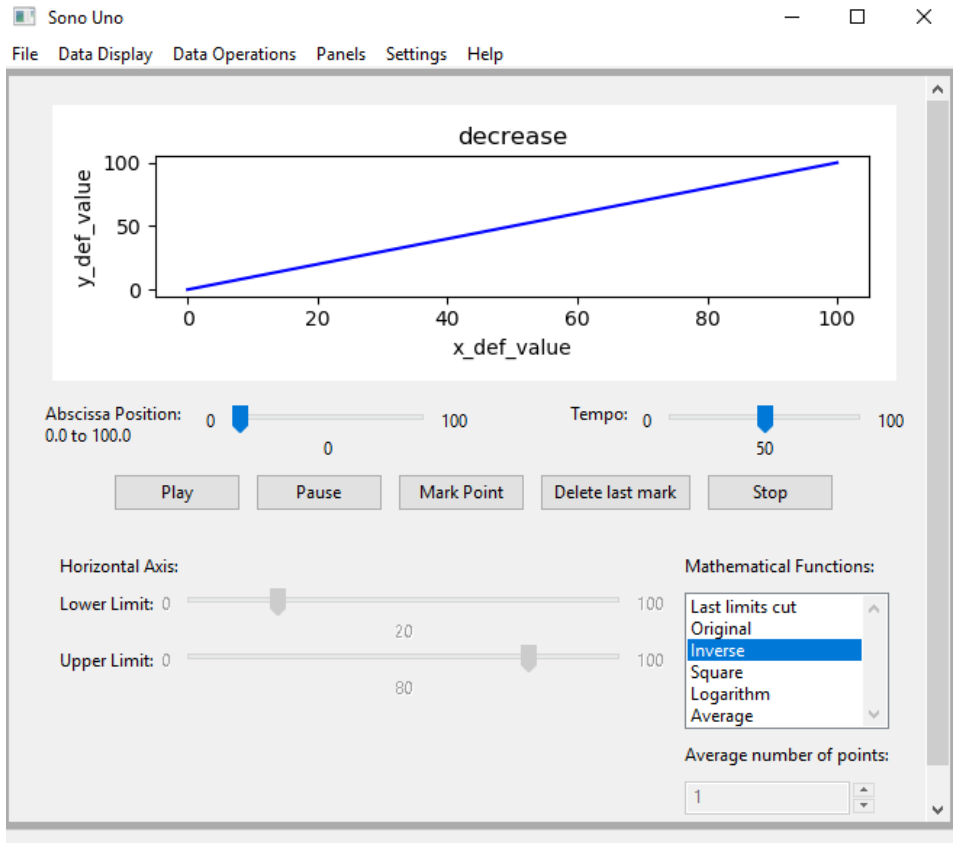 Sono Uno
File Data Display Data Operations Panels Settings Help
decrease
y_def_value
100
50
0
0 20 40 60 80 100
x_def_value
Abscissa Position: 0 100
0.0 to 100.0
0
Tempo: 0 100
50
Play Pause Mark Point Delete last mark Stop
Horizontal Axis:
Lower Limit: 0 100
20
Upper Limit: 0 100
80
Mathematical Functions:
Last limits cut
Original
Inverse
Square
Logarithm
Average
Average number of points:
1